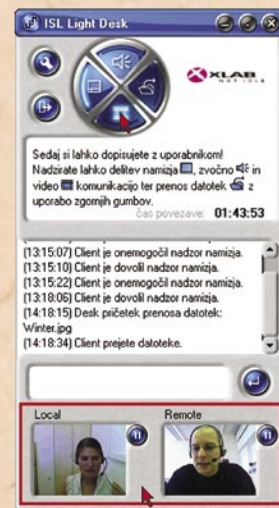 ISL Light Desk
XLAB
NOT IDLE
Sedaj si lahko dopisujete z uporabnikom!
Nadzirate lahko delitev namizja, zvočno in
video komunikacijo ter prenos datotek z
uporabo zgornjih gumbov.
čas povezave: 01:43:53
(13:15:07) Client je onemogočil nadzor namizja.
(13:15:10) Client je dovolil nadzor namizja.
(13:15:22) Client je onemogočil nadzor namizja.
(13:18:06) Client je dovolil nadzor namizja.
(14:18:15) Desk pričetek prenosa datotek:
Winter.jpg
(14:18:34) Client prejete datoteke.
Local Remote